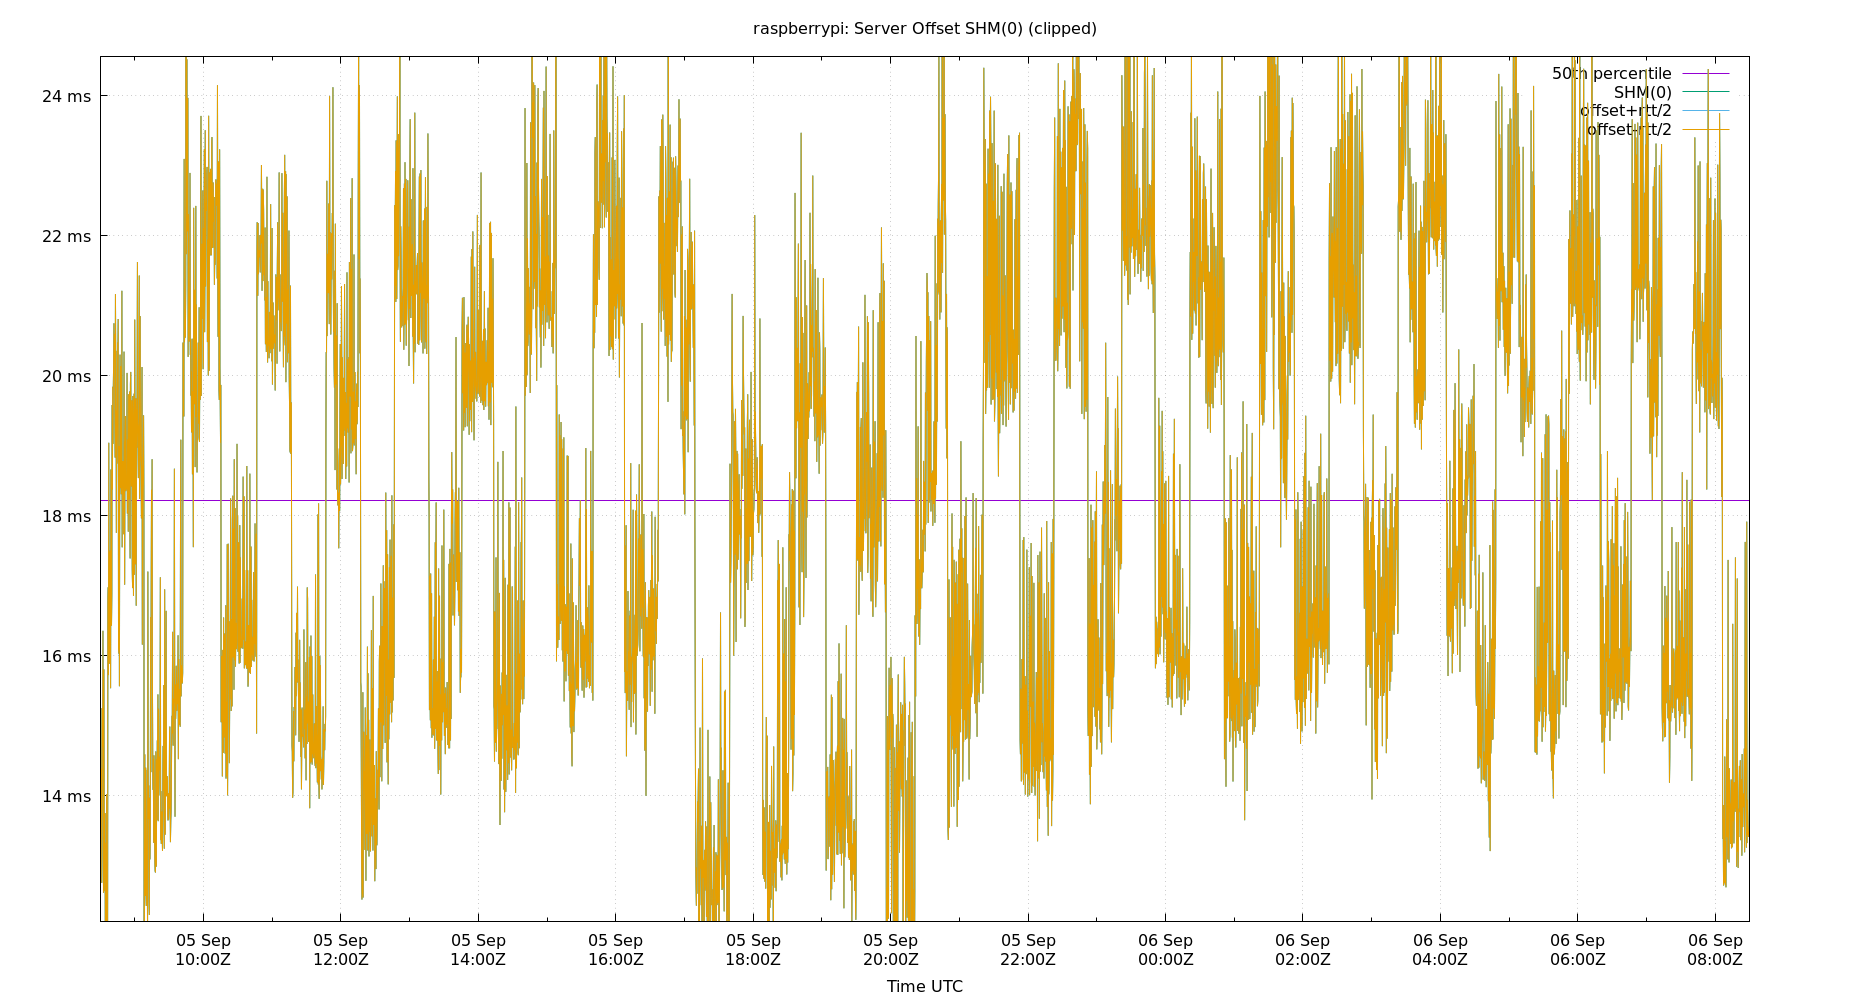 raspberrypi: Server Offset SHM(0) (clipped)
50th percentile
SHM(0)
offset+rtt/2
offset-rtt/2
24 ms
22 ms
20 ms
18 ms
16 ms
14 ms
05 Sep 05 Sep 05 Sep 05 Sep 05 Sep 05 Sep 05 Sep 06 Sep 06 Sep 06 Sep 06 Sep 06 Sep
10:00Z 12:00Z 14:00Z 16:00Z 18:00Z 20:00Z 22:00Z 00:00Z 02:00Z 04:00Z 06:00Z 08:00Z
Time UTC